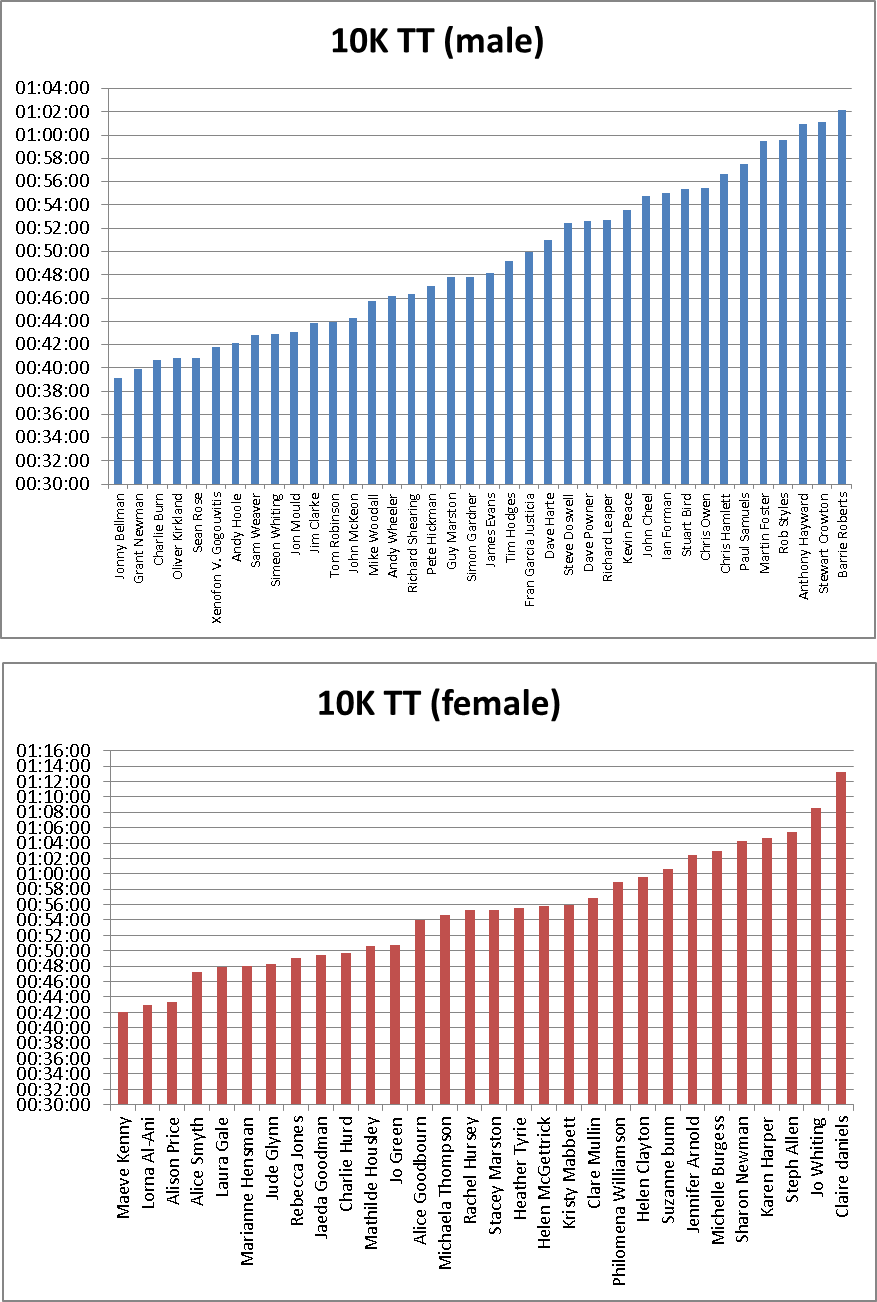 10K TT (male)
01:04:00
01:02:00
01:00:00
00:58:00
00:56:00
00:54:00
00:52:00
00:50:00
00:48:00
00:46:00
00:44:00
00:42:00
00:40:00
00:38:00
00:36:00
00:34:00
00:32:00
00:30:00
Jonny Bellman
Grant Newman
Charlie Burn
Oliver Kirkland
Sean Rose
Xenofon V. Gogouvitis
Andy Hoole
Sam Weaver
Simeon Whiting
Jon Mould
Jim Clarke
Tom Robinson
John McKeon
Mike Woodall
Andy Wheeler
Richard Shearing
Pete Hickman
Guy Marston
Simon Gardner
James Evans
Tim Hodges
Fran Garcia Justicia
Dave Harte
Steve Doswell
Dave Powner
Richard Leaper
Kevin Peace
John Cheel
Ian Forman
Stuart Bird
Chris Owen
Chris Hamlett
Paul Samuels
Martin Foster
Rob Styles
Anthony Hayward
Stewart Crowton
Barrie Roberts
10K TT (female)
01:16:00
01:14:00
01:12:00
01:10:00
01:08:00
01:06:00
01:04:00
01:02:00
01:00:00
00:58:00
00:56:00
00:54:00
00:52:00
00:50:00
00:48:00
00:46:00
00:44:00
00:42:00
00:40:00
00:38:00
00:36:00
00:34:00
00:32:00
00:30:00
Maeve Kenny
Lorna Al-Ani
Alison Price
Alice Smyth
Laura Gale
Marianne Hensman
Jude Glynn
Rebecca Jones
Jaeda Goodman
Charlie Hurd
Mathilde Housley
Jo Green
Alice Goodbourn
Michaela Thompson
Rachel Hursey
Stacey Marston
Heather Tyrie
Helen McGettrick
Kristy Mabbett
Clare Mullin
Philomena Williamson
Helen Clayton
Suzanne bunn
Jennifer Arnold
Michelle Burgess
Sharon Newman
Karen Harper
Steph Allen
Jo Whiting
Claire daniels